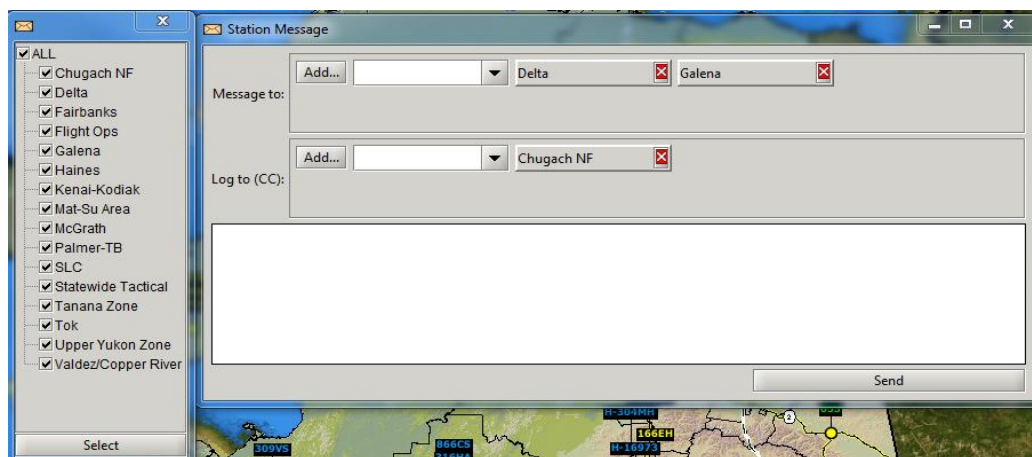 ALL
Chugach NF
Delta
Fairbanks
Flight Ops
Galena
Haines
Kenai-Kodiak
Mat-Su Area
McGrath
Palmer-TB
SLC
Statewide Tactical
Tanana Zone
Tok
Upper Yukon Zone
Valdez/Copper River
Select
Station Message
Message to: Add... Delta Galena
Log to (CC): Add... Chugach NF
Send
H-304MH
2
309VS
866CS
166EH
H-16973